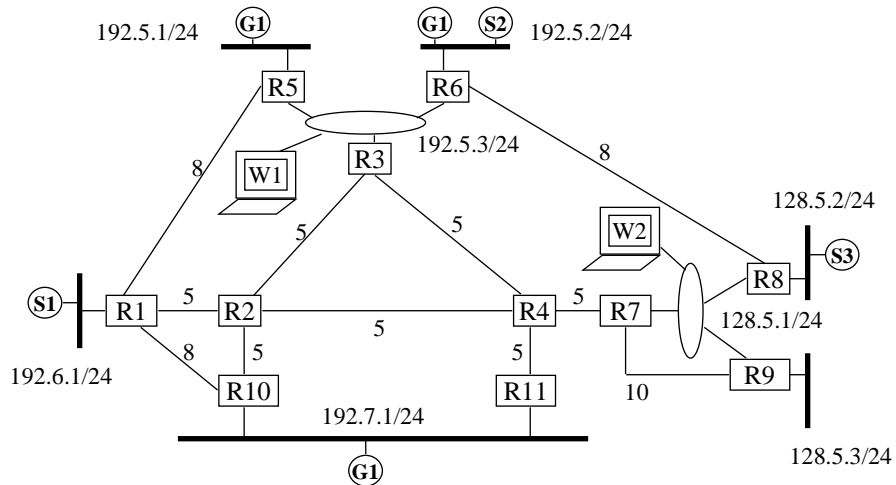 G1
G1
S2
192.5.1/24
192.5.2/24
R5
R6
192.5.3/24
R3
8
8
W1
128.5.2/24
5
5
W2
S3
R8
S1
R1
5
R2
5
R4
5
R7
128.5.1/24
192.6.1/24
8
5
5
R10
R11
10
R9
192.7.1/24
G1
128.5.3/24